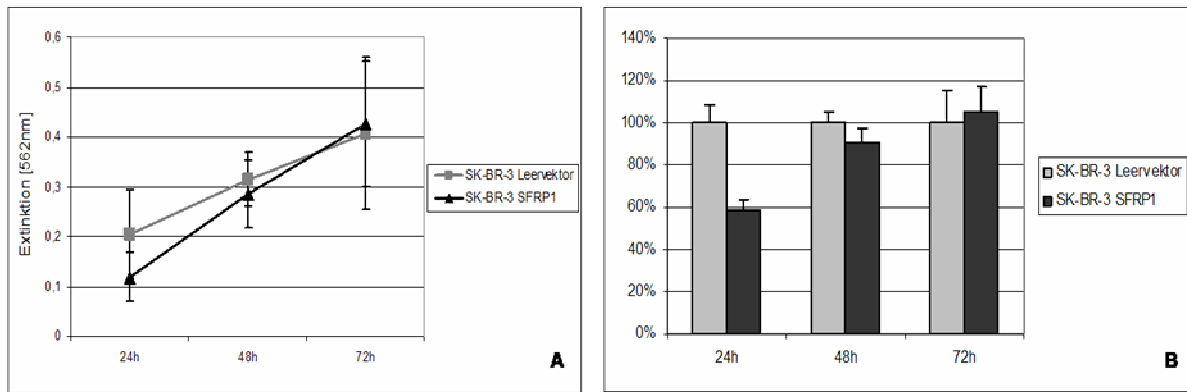 0,6
0,5
0,4
0,3
0,2
0,1
0
Extinktion [562nm]
24h
48h
72h
SK-BR-3 Leervektor
SK-BR-3 SFRP1
A
140%
120%
100%
80%
60%
40%
20%
0%
24h
48h
72h
SK-BR-3 Leervektor
SK-BR-3 SFRP1
B